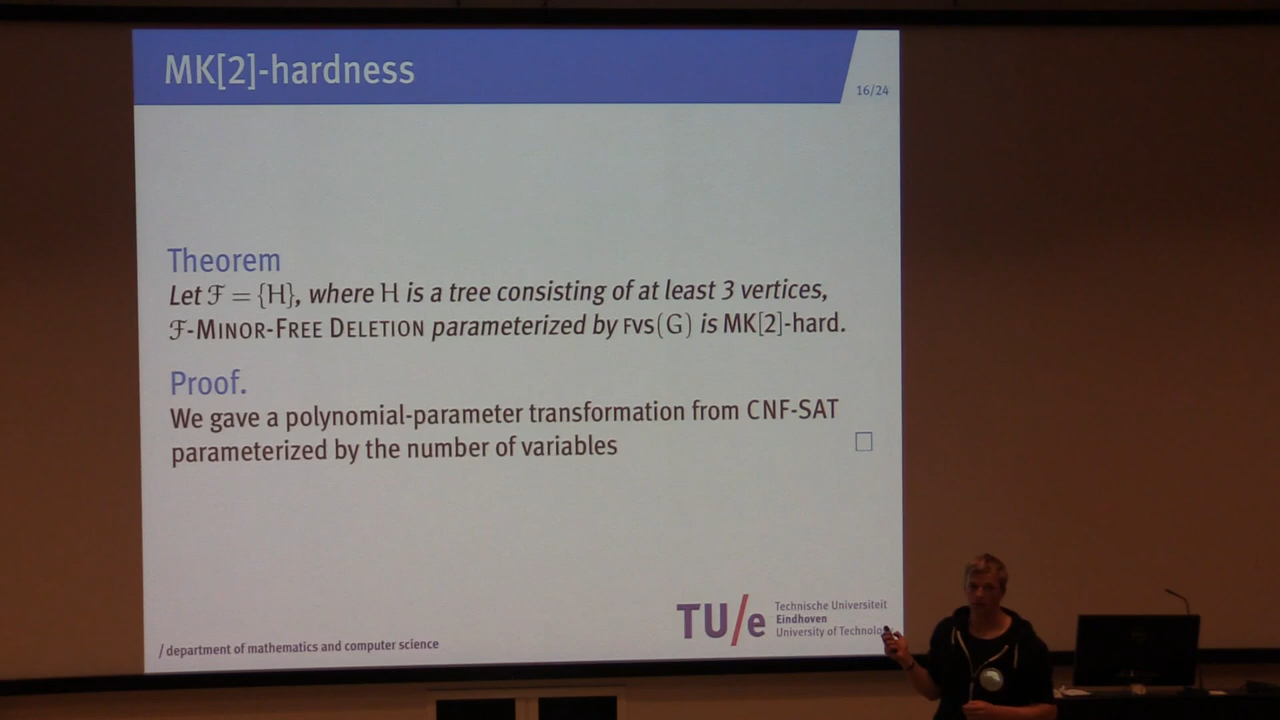 MK[2]-hardness
16/24
Theorem
Let ℱ = {H}, where H is a tree consisting of at least 3 vertices,
ℱ-MINOR-FREE DELETION parameterized by FVS(G) is MK[2]-hard.
Proof.
We gave a polynomial-parameter transformation from CNF-SAT
parameterized by the number of variables
□
TU/e
Technische Universiteit
Eindhoven
University of Technology
/ department of mathematics and computer science